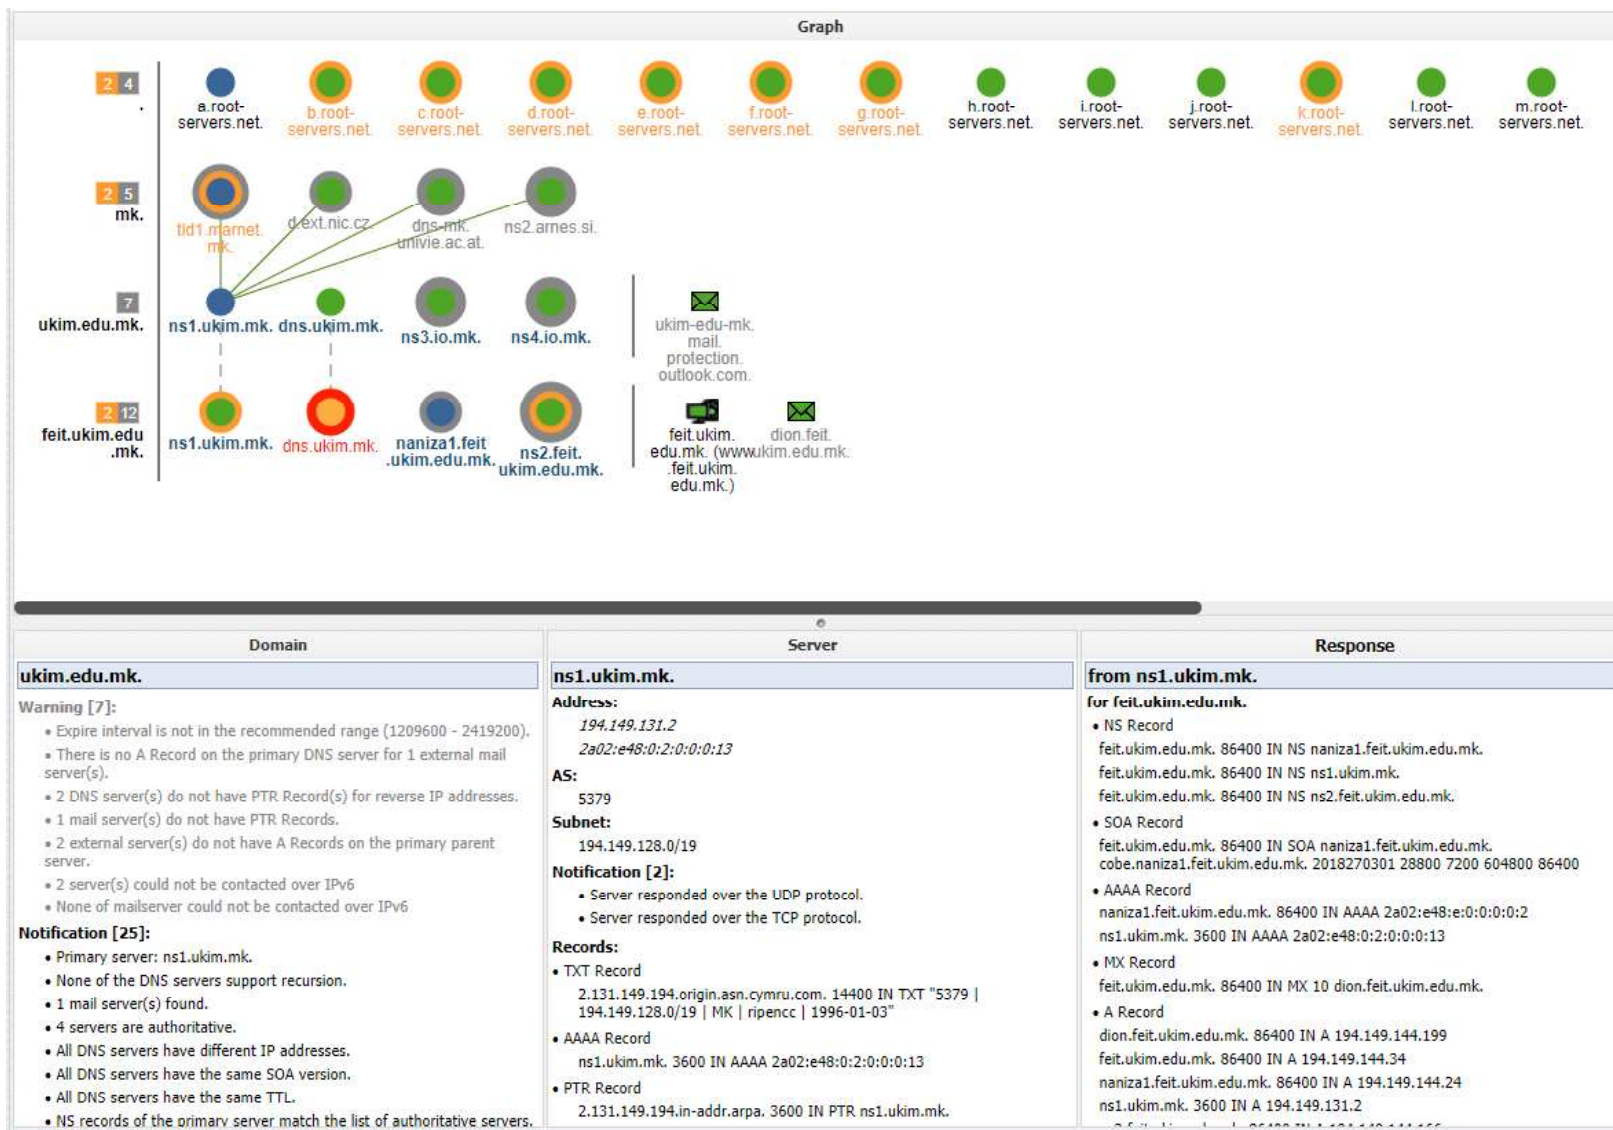 Graph
2 4
.
a.root-
servers.net.
b.root-
servers.net.
c.root-
servers.net.
d.root-
servers.net.
e.root-
servers.net.
f.root-
servers.net.
g.root-
servers.net.
h.root-
servers.net.
i.root-
servers.net.
j.root-
servers.net.
k.root-
servers.net.
l.root-
servers.net.
m.root-
servers.net.
2 5
mk.
tld1.marnet.
mk.
d.ext.nic.cz.
dns-mk.
univie.ac.at.
ns2.arnes.si.
7
ukim.edu.mk.
ns1.ukim.mk.
dns.ukim.mk.
ns3.io.mk.
ns4.io.mk.
ukim-edu-mk.
mail.
protection.
outlook.com.
2 12
feit.ukim.edu
.mk.
ns1.ukim.mk.
dns.ukim.mk.
naniza1.feit
.ukim.edu.mk.
ns2.feit.
ukim.edu.mk.
feit.ukim.
edu.mk. (www
.feit.ukim.
edu.mk.)
dion.feit.
ukim.edu.mk.
Domain
ukim.edu.mk.
Warning [7]:
• Expire interval is not in the recommended range (1209600 - 2419200).
• There is no A Record on the primary DNS server for 1 external mail
server(s).
• 2 DNS server(s) do not have PTR Record(s) for reverse IP addresses.
• 1 mail server(s) do not have PTR Records.
• 2 external server(s) do not have A Records on the primary parent
server.
• 2 server(s) could not be contacted over IPv6
• None of mailserver could not be contacted over IPv6
Notification [25]:
• Primary server: ns1.ukim.mk.
• None of the DNS servers support recursion.
• 1 mail server(s) found.
• 4 servers are authoritative.
• All DNS servers have different IP addresses.
• All DNS servers have the same SOA version.
• All DNS servers have the same TTL.
• NS records of the primary server match the list of authoritative servers.
Server
ns1.ukim.mk.
Address:
194.149.131.2
2a02:e48:0:2:0:0:0:13
AS:
5379
Subnet:
194.149.128.0/19
Notification [2]:
• Server responded over the UDP protocol.
• Server responded over the TCP protocol.
Records:
• TXT Record
2.131.149.194.origin.asn.cymru.com. 14400 IN TXT "5379 |
194.149.128.0/19 | MK | ripencc | 1996-01-03"
• AAAA Record
ns1.ukim.mk. 3600 IN AAAA 2a02:e48:0:2:0:0:0:13
• PTR Record
2.131.149.194.in-addr.arpa. 3600 IN PTR ns1.ukim.mk.
Response
from ns1.ukim.mk.
for feit.ukim.edu.mk.
• NS Record
feit.ukim.edu.mk. 86400 IN NS naniza1.feit.ukim.edu.mk.
feit.ukim.edu.mk. 86400 IN NS ns1.ukim.mk.
feit.ukim.edu.mk. 86400 IN NS ns2.feit.ukim.edu.mk.
• SOA Record
feit.ukim.edu.mk. 86400 IN SOA naniza1.feit.ukim.edu.mk.
cobe.naniza1.feit.ukim.edu.mk. 2018270301 28800 7200 604800 86400
• AAAA Record
naniza1.feit.ukim.edu.mk. 86400 IN AAAA 2a02:e48:e:0:0:0:0:2
ns1.ukim.mk. 3600 IN AAAA 2a02:e48:0:2:0:0:0:13
• MX Record
feit.ukim.edu.mk. 86400 IN MX 10 dion.feit.ukim.edu.mk.
• A Record
dion.feit.ukim.edu.mk. 86400 IN A 194.149.144.199
feit.ukim.edu.mk. 86400 IN A 194.149.144.34
naniza1.feit.ukim.edu.mk. 86400 IN A 194.149.144.24
ns1.ukim.mk. 3600 IN A 194.149.131.2